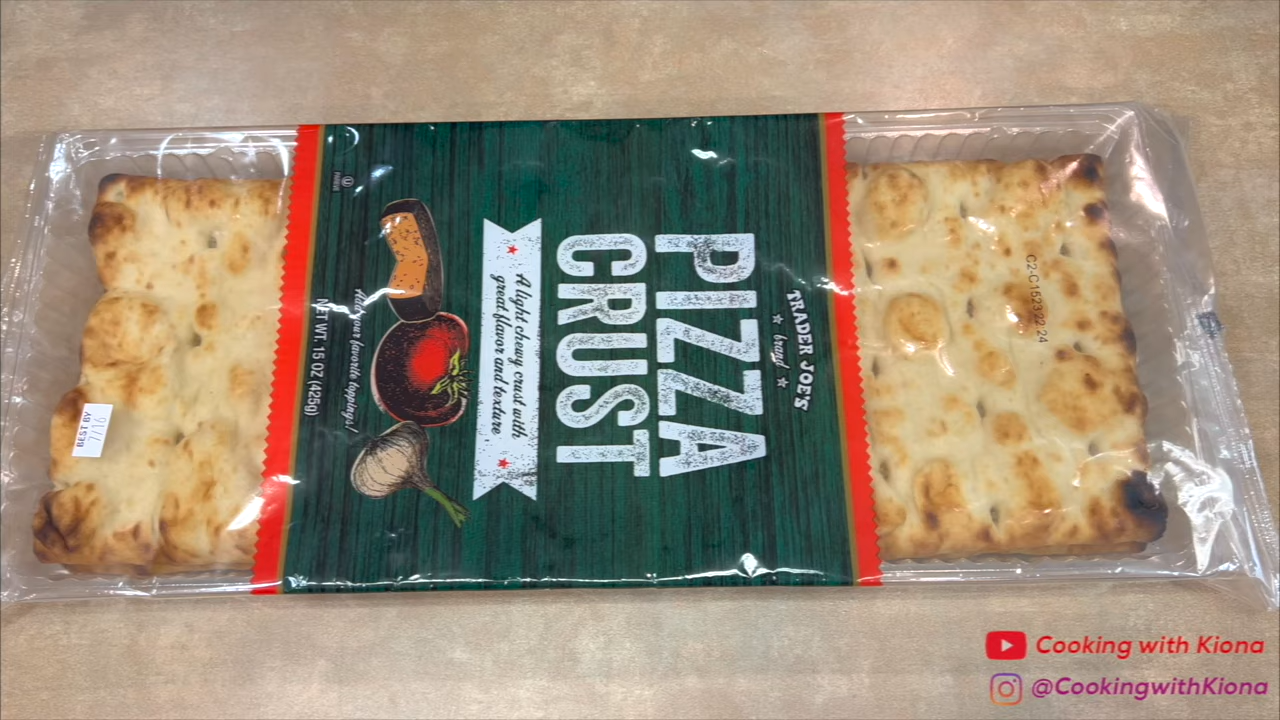 TRADER JOE'S
brand
PIZZA
CRUST
A light chewy crust with
great flavor and texture
Add your favorite toppings!
NET WT. 15 OZ (425g)
BEST BY
7/16
Cooking with Kiona
@CookingwithKiona